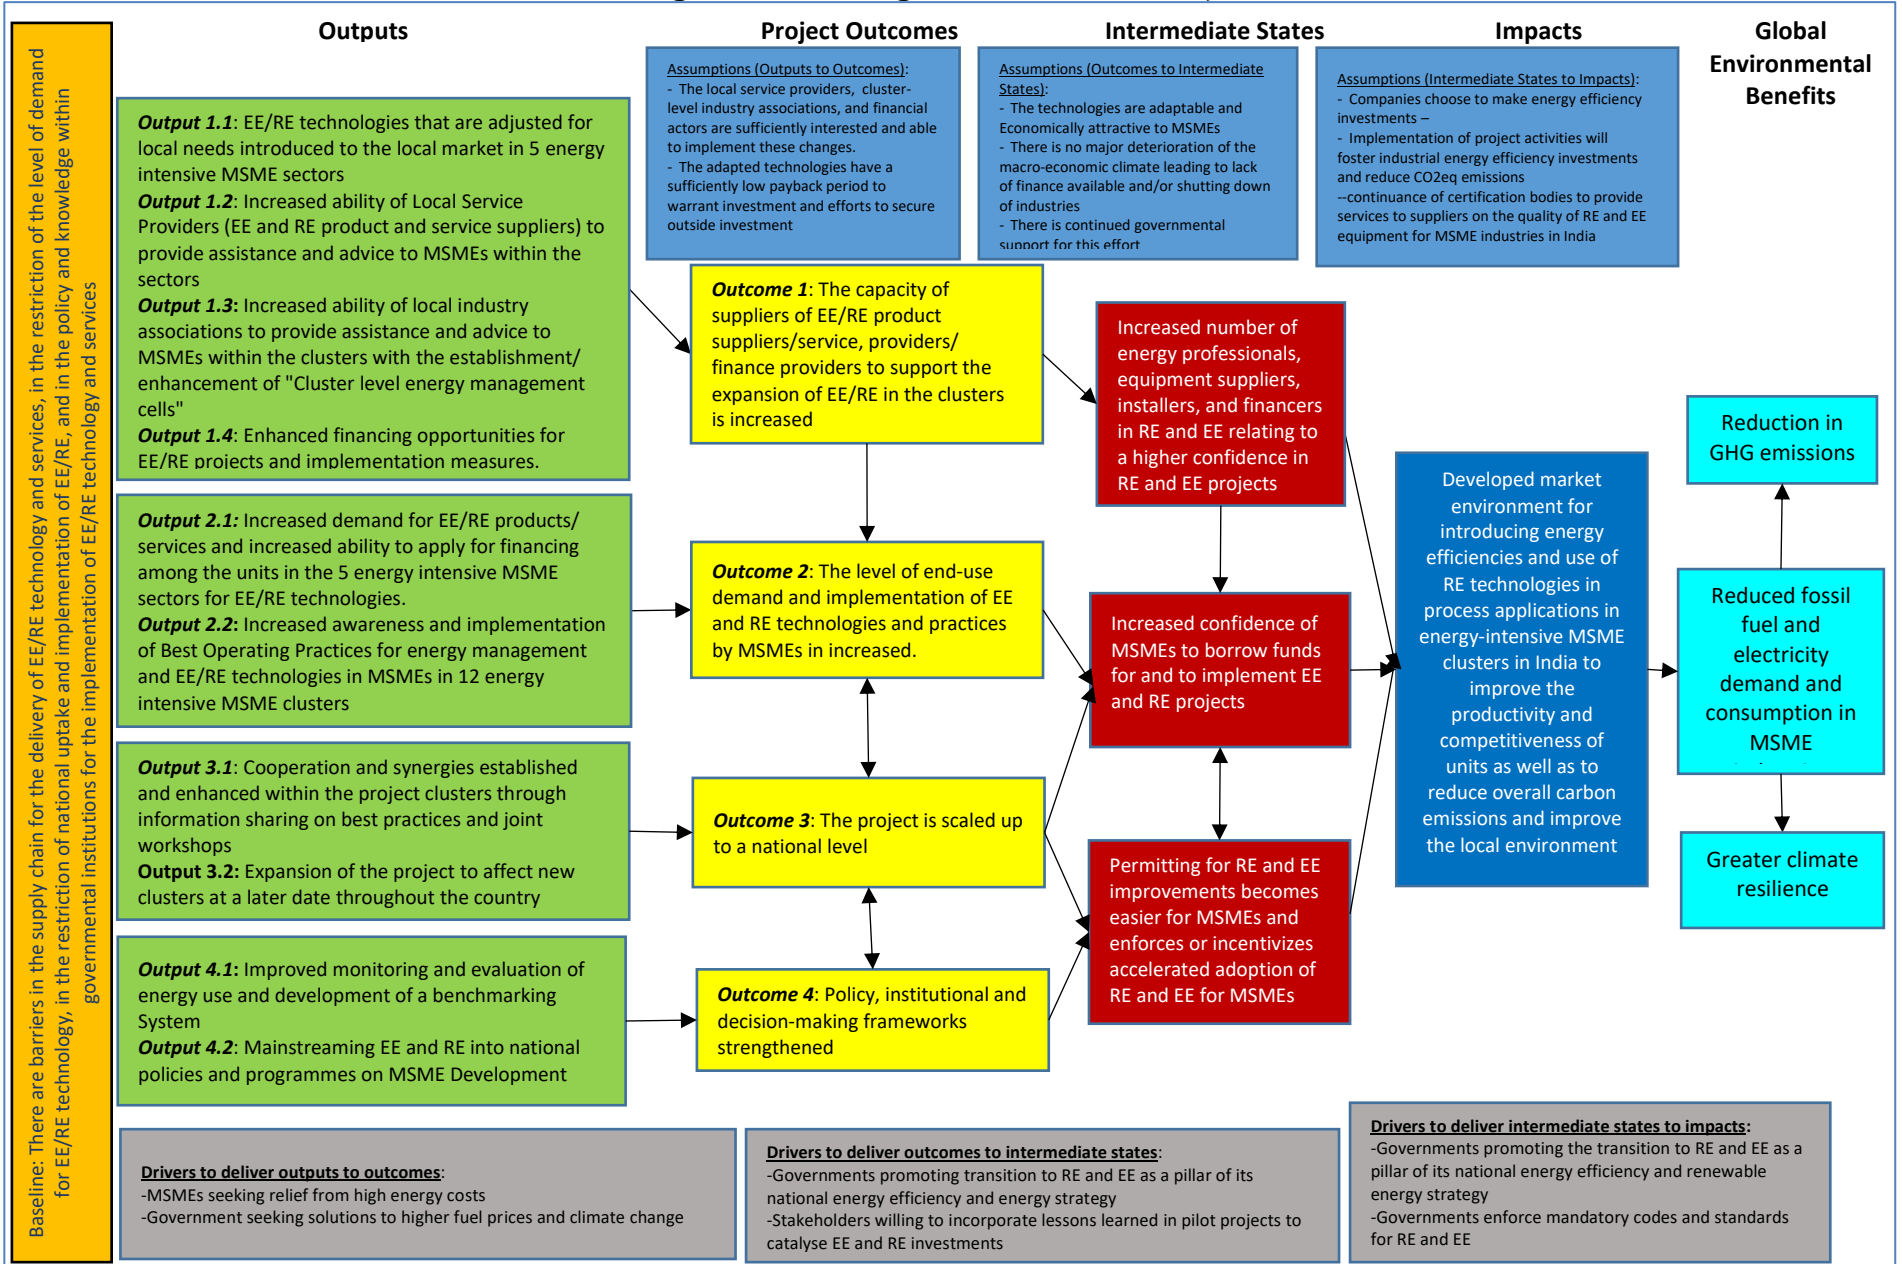 Baseline: There are barriers in the supply chain for the delivery of EE/RE technology and services, in the restriction of the level of demand
for EE/RE technology, in the restriction of national uptake and implementation of EE/RE, and in the policy and knowledge within
governmental institutions for the implementation of EE/RE technology and services
Outputs
Output 1.1: EE/RE technologies that are adjusted for
local needs introduced to the local market in 5 energy
intensive MSME sectors
Output 1.2: Increased ability of Local Service
Providers (EE and RE product and service suppliers) to
provide assistance and advice to MSMEs within the
sectors
Output 1.3: Increased ability of local industry
associations to provide assistance and advice to
MSMEs within the clusters with the establishment/
enhancement of "Cluster level energy management
cells"
Output 1.4: Enhanced financing opportunities for
EE/RE projects and implementation measures.
Output 2.1: Increased demand for EE/RE products/
services and increased ability to apply for financing
among the units in the 5 energy intensive MSME
sectors for EE/RE technologies.
Output 2.2: Increased awareness and implementation
of Best Operating Practices for energy management
and EE/RE technologies in MSMEs in 12 energy
intensive MSME clusters
Output 3.1: Cooperation and synergies established
and enhanced within the project clusters through
information sharing on best practices and joint
workshops
Output 3.2: Expansion of the project to affect new
clusters at a later date throughout the country
Output 4.1: Improved monitoring and evaluation of
energy use and development of a benchmarking
System
Output 4.2: Mainstreaming EE and RE into national
policies and programmes on MSME Development
Project Outcomes
Assumptions (Outputs to Outcomes):
- The local service providers, cluster-
level industry associations, and financial
actors are sufficiently interested and able
to implement these changes.
- The adapted technologies have a
sufficiently low payback period to
warrant investment and efforts to secure
outside investment
Outcome 1: The capacity of
suppliers of EE/RE product
suppliers/service, providers/
finance providers to support the
expansion of EE/RE in the clusters
is increased
Outcome 2: The level of end-use
demand and implementation of EE
and RE technologies and practices
by MSMEs in increased.
Outcome 3: The project is scaled up
to a national level
Outcome 4: Policy, institutional and
decision-making frameworks
strengthened
Intermediate States
Assumptions (Outcomes to Intermediate
States):
- The technologies are adaptable and
Economically attractive to MSMEs
- There is no major deterioration of the
macro-economic climate leading to lack
of finance available and/or shutting down
of industries
- There is continued governmental
support for this effort
Increased number of
energy professionals,
equipment suppliers,
installers, and financers
in RE and EE relating to
a higher confidence in
RE and EE projects
Increased confidence of
MSMEs to borrow funds
for and to implement EE
and RE projects
Permitting for RE and EE
improvements becomes
easier for MSMEs and
enforces or incentivizes
accelerated adoption of
RE and EE for MSMEs
Impacts
Assumptions (Intermediate States to Impacts):
- Companies choose to make energy efficiency
investments –
- Implementation of project activities will
foster industrial energy efficiency investments
and reduce CO2eq emissions
--continuance of certification bodies to provide
services to suppliers on the quality of RE and EE
equipment for MSME industries in India
Developed market
environment for
introducing energy
efficiencies and use of
RE technologies in
process applications in
energy-intensive MSME
clusters in India to
improve the
productivity and
competitiveness of
units as well as to
reduce overall carbon
emissions and improve
the local environment
Global
Environmental
Benefits
Reduction in
GHG emissions
Reduced fossil
fuel and
electricity
demand and
consumption in
MSME
Greater climate
resilience
Drivers to deliver outputs to outcomes:
-MSMEs seeking relief from high energy costs
-Government seeking solutions to higher fuel prices and climate change
Drivers to deliver outcomes to intermediate states:
-Governments promoting transition to RE and EE as a pillar of its
national energy efficiency and energy strategy
-Stakeholders willing to incorporate lessons learned in pilot projects to
catalyse EE and RE investments
Drivers to deliver intermediate states to impacts:
-Governments promoting the transition to RE and EE as a
pillar of its national energy efficiency and renewable
energy strategy
-Governments enforce mandatory codes and standards
for RE and EE